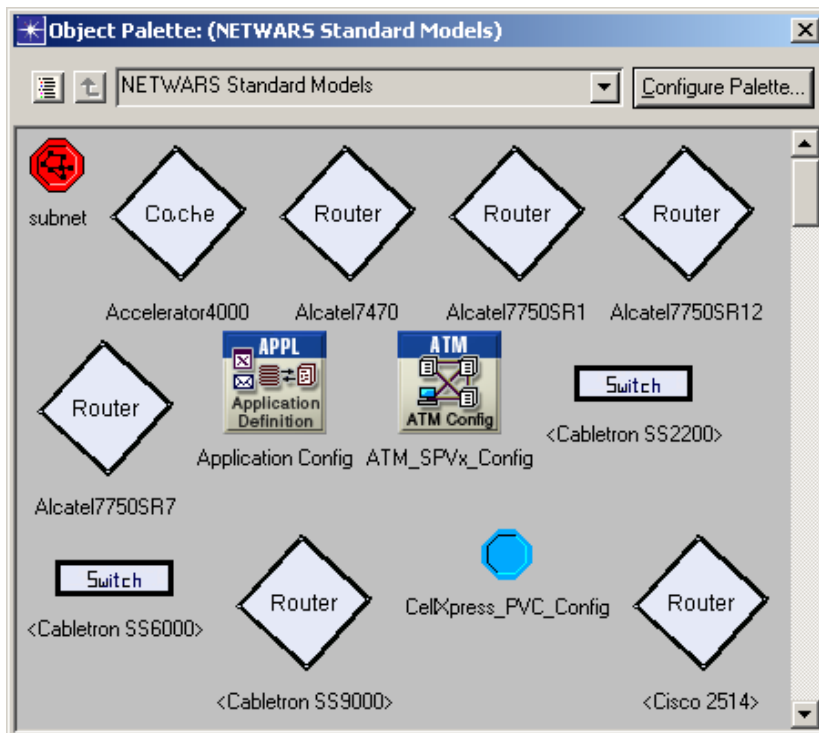 Object Palette: (NETWARS Standard Models)
NETWARS Standard Models
Configure Palette...
subnet
Cache
Router
Router
Router
Accelerator4000
Alcatel7470
Alcatel7750SR1
Alcatel7750SR12
Router
APPL
Application
Definition
ATM
ATM Config
Switch
<Cabletron SS2200>
Application Config
ATM_SPVx_Config
Alcatel7750SR7
Switch
Router
Router
CellXpress_PVC_Config
<Cabletron SS6000>
<Cabletron SS9000>
<Cisco 2514>